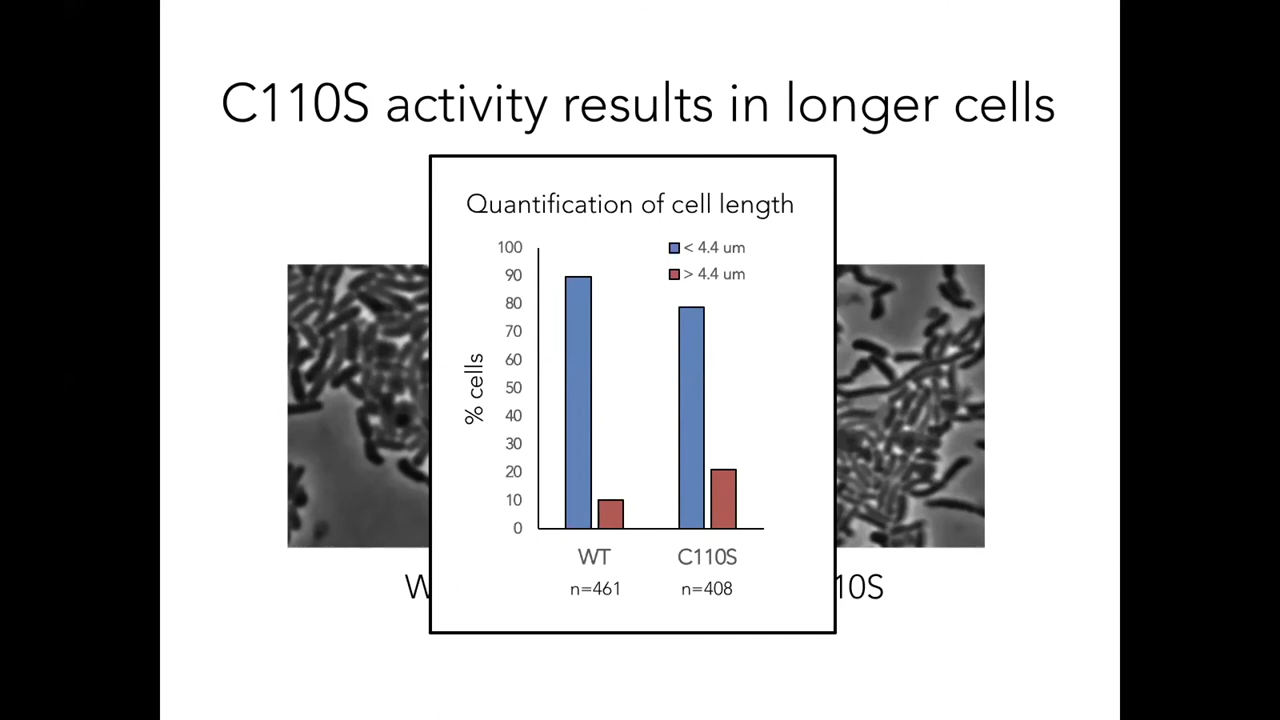 C110S activity results in longer cells
Quantification of cell length
< 4.4 um
> 4.4 um
100
90
80
70
60
50
40
30
20
10
0
% cells
WT
C110S
n=461
n=408
W
10S